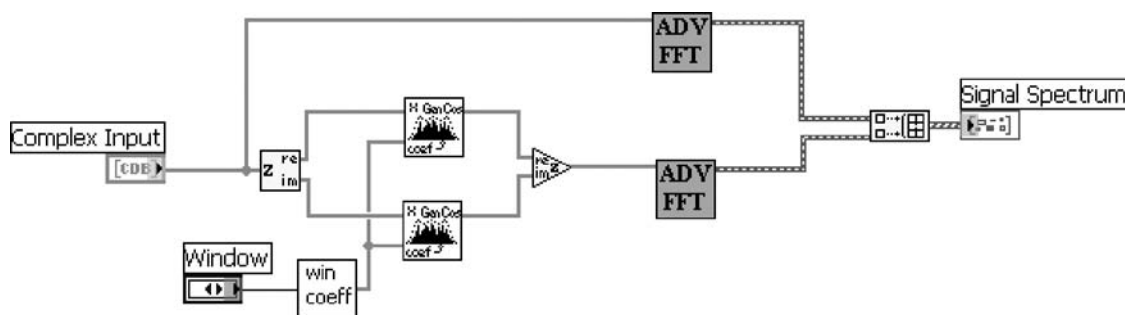 ADV
FFT
Signal Spectrum
Complex Input
[CDB]
z re
im
X GenCos
coef
re
im z
ADV
FFT
X GenCos
coef
Window
win
coeff